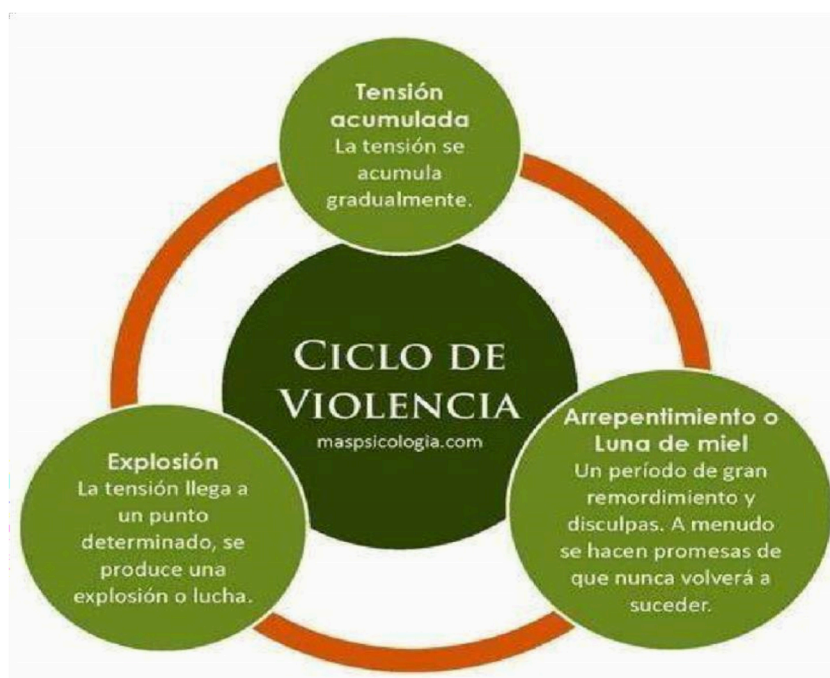 Tensión
acumulada
La tensión se
acumula
gradualmente.
CICLO DE
VIOLENCIA
maspsicologia.com
Explosión
La tensión llega a
un punto
determinado, se
produce una
explosión o lucha.
Arrepentimiento o
Luna de miel
Un período de gran
remordimiento y
disculpas. A menudo
se hacen promesas de
que nunca volverá a
suceder.